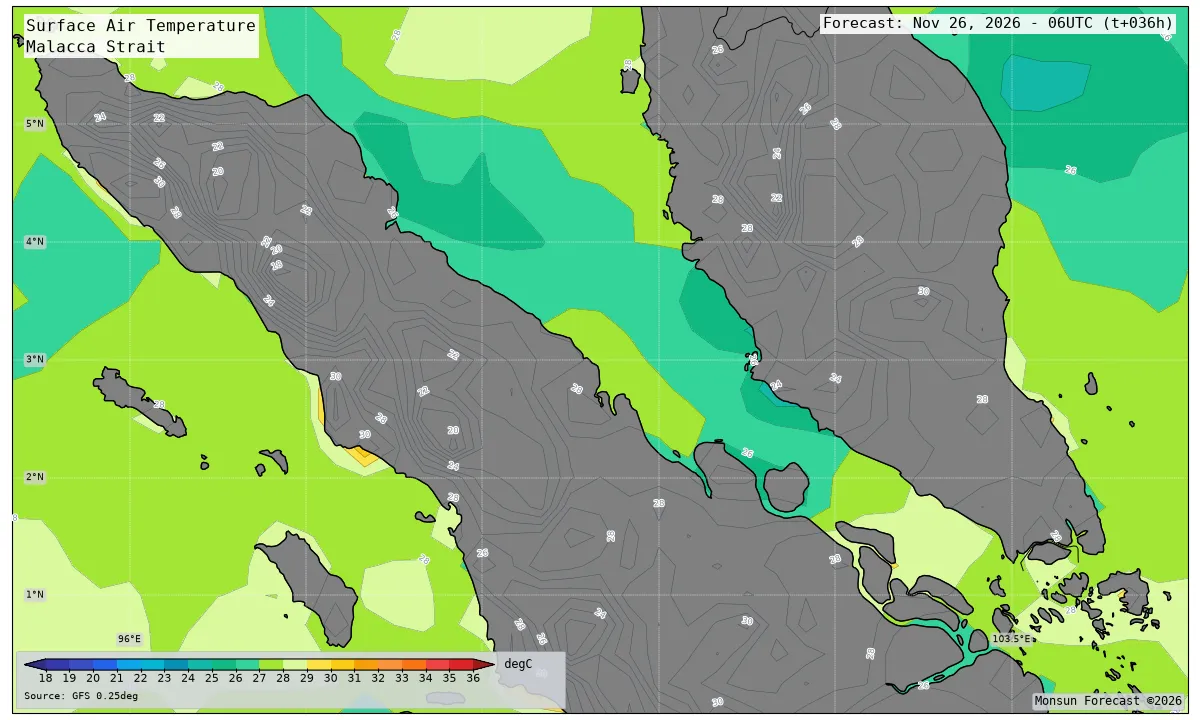 Surface Air Temperature
Malacca Strait
Forecast: Nov 26, 2026 - 06UTC (t+036h)
5°N
4°N
3°N
2°N
1°N
96°E
103.5°E
degC
18 19 20 21 22 23 24 25 26 27 28 29 30 31 32 33 34 35 36
Source: GFS 0.25deg
Monsun Forecast ©2026